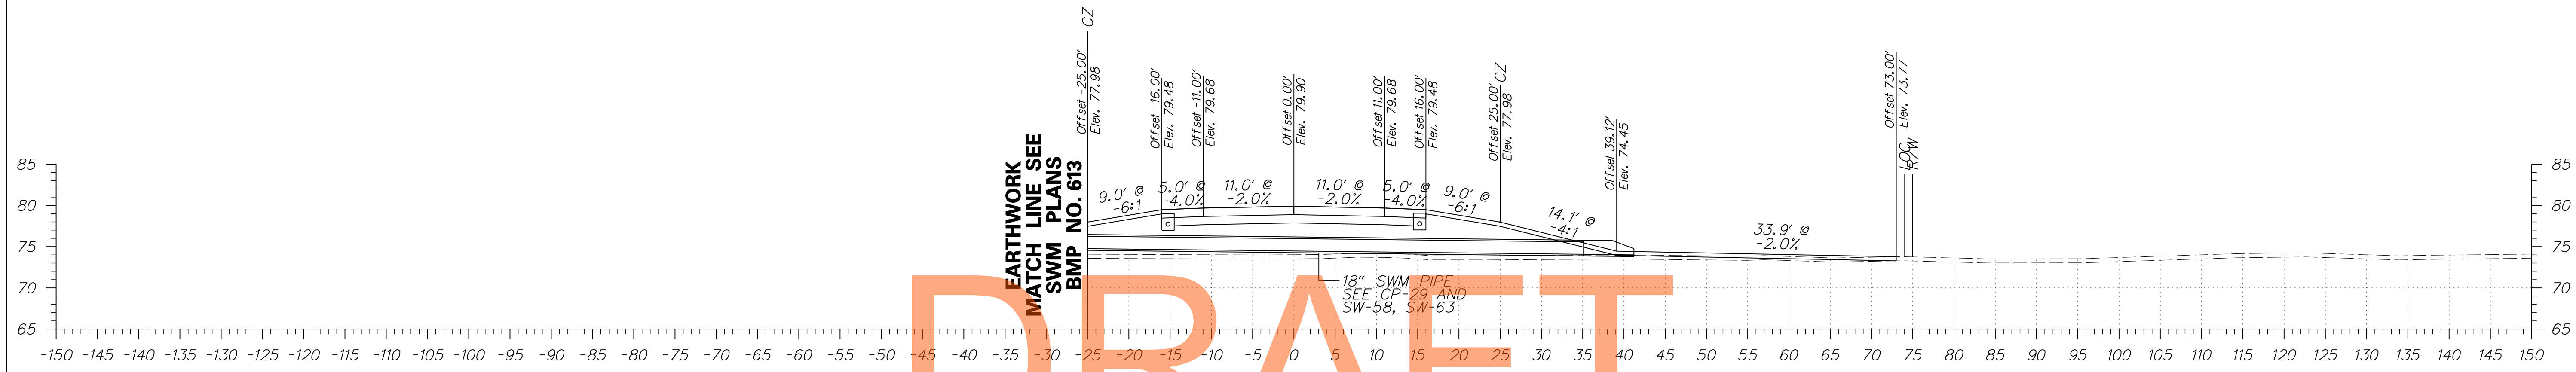 CZ
Offset -25.00'
Elev. 77.98
Offset -16.00'
Elev. 79.48
Offset -11.00'
Elev. 79.68
Offset 0.00'
Elev. 79.90
Offset 11.00'
Elev. 79.68
Offset 16.00'
Elev. 79.48
Offset 25.00'
CZ
Elev. 77.98
Offset 39.12'
Elev. 74.45
Offset 73.00'
Elev. 73.77
LOC
R/W
EARTHWORK
MATCH LINE SEE
SWM PLANS
BMP NO. 613
9.0' @
-6:1
5.0' @
-4.0%
11.0' @
-2.0%
11.0' @
-2.0%
5.0' @
-4.0%
9.0' @
-6:1
14.1' @
-4:1
33.9' @
-2.0%
85
80
75
70
65
85
80
75
70
65
18" SWM PIPE
SEE CP-29 AND
SW-58, SW-63
DRAFT
-150 -145 -140 -135 -130 -125 -120 -115 -110 -105 -100 -95 -90 -85 -80 -75 -70 -65 -60 -55 -50 -45 -40 -35 -30 -25 -20 -15 -10 -5 0 5 10 15 20 25 30 35 40 45 50 55 60 65 70 75 80 85 90 95 100 105 110 115 120 125 130 135 140 145 150